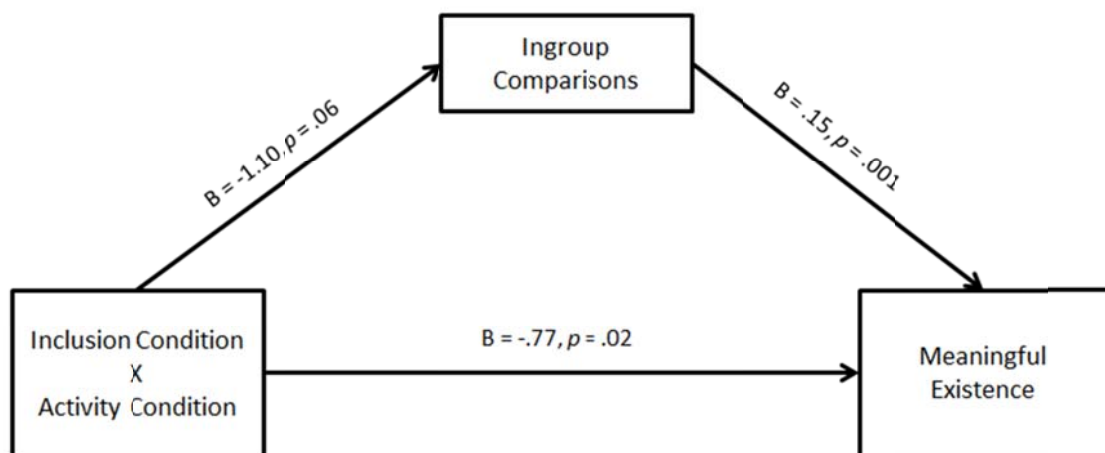 Ingroup
Comparisons
B = -1.10, p = .06
B = .15, p = .001
Inclusion Condition
X
Activity Condition
B = -.77, p = .02
Meaningful
Existence